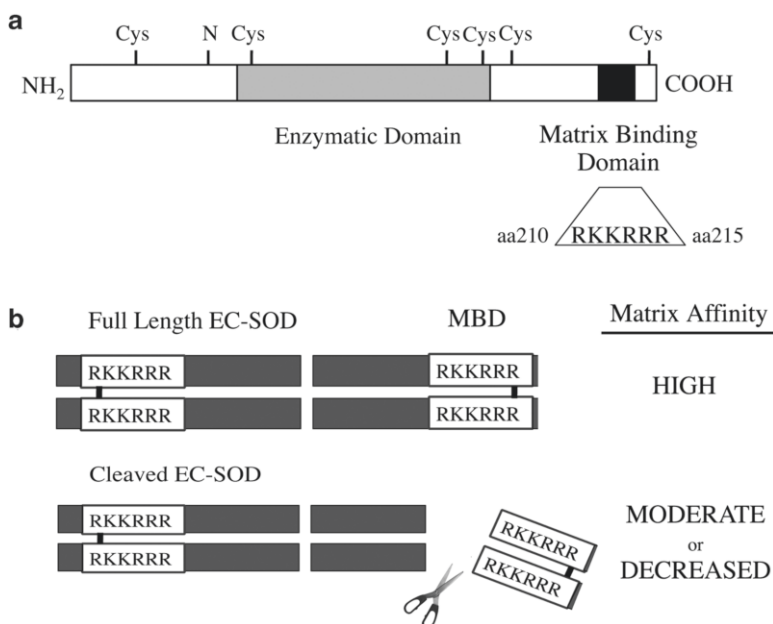 a
Cys N Cys Cys Cys Cys Cys
NH2 COOH
Enzymatic Domain
Matrix Binding
Domain
aa210 RKKRRR aa215
b
Full Length EC-SOD MBD Matrix Affinity
RKKRRR RKKRRR
HIGH
RKKRRR RKKRRR
Cleaved EC-SOD
RKKRRR
RKKRRR
RKKRRR
RKKRRR
MODERATE
or
DECREASED